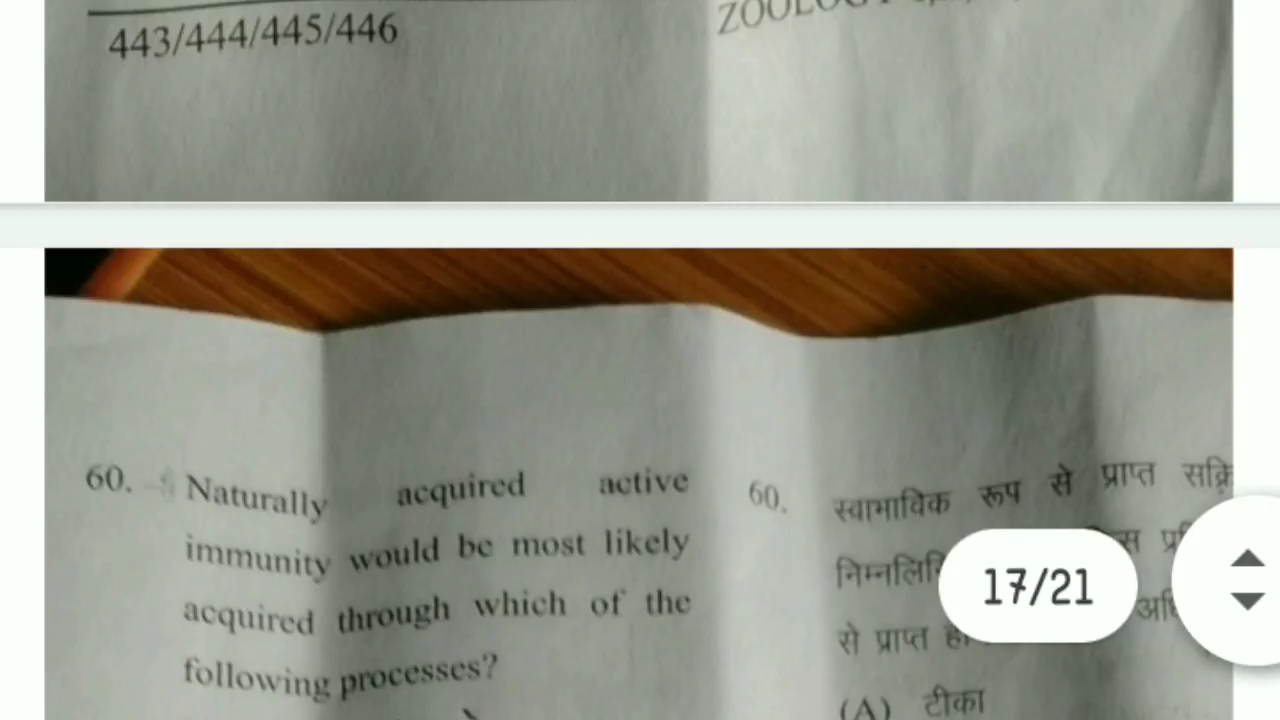 443/444/445/446
60. Naturally acquired active
immunity would be most likely
acquired through which of the
following processes?
60. स्वाभाविक रूप से प्राप्त
से प्राप्त
(A) टीका
17/21